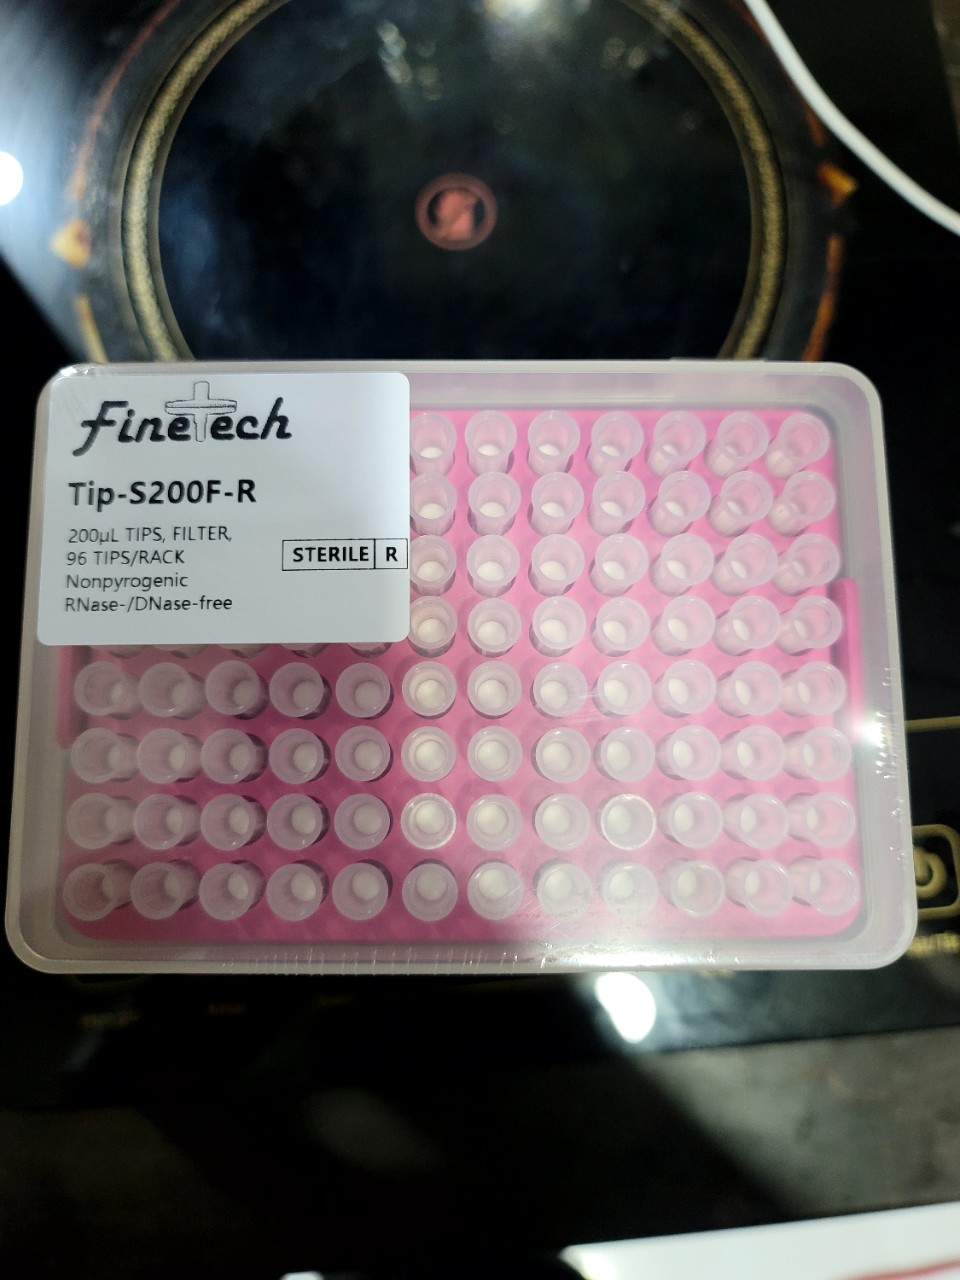 FineTech
Tip-S200F-R
200µL TIPS, FILTER,
96 TIPS/RACK
Nonpyrogenic
RNase-/DNase-free
STERILE R